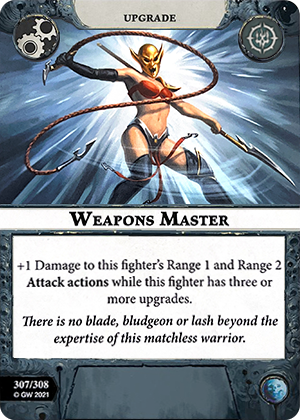 UPGRADE
WEAPONS MASTER
+1 Damage to this fighter's Range 1 and Range 2
Attack actions while this fighter has three or
more upgrades.
There is no blade, bludgeon or lash beyond the
expertise of this matchless warrior.
307/308
© GW 2021